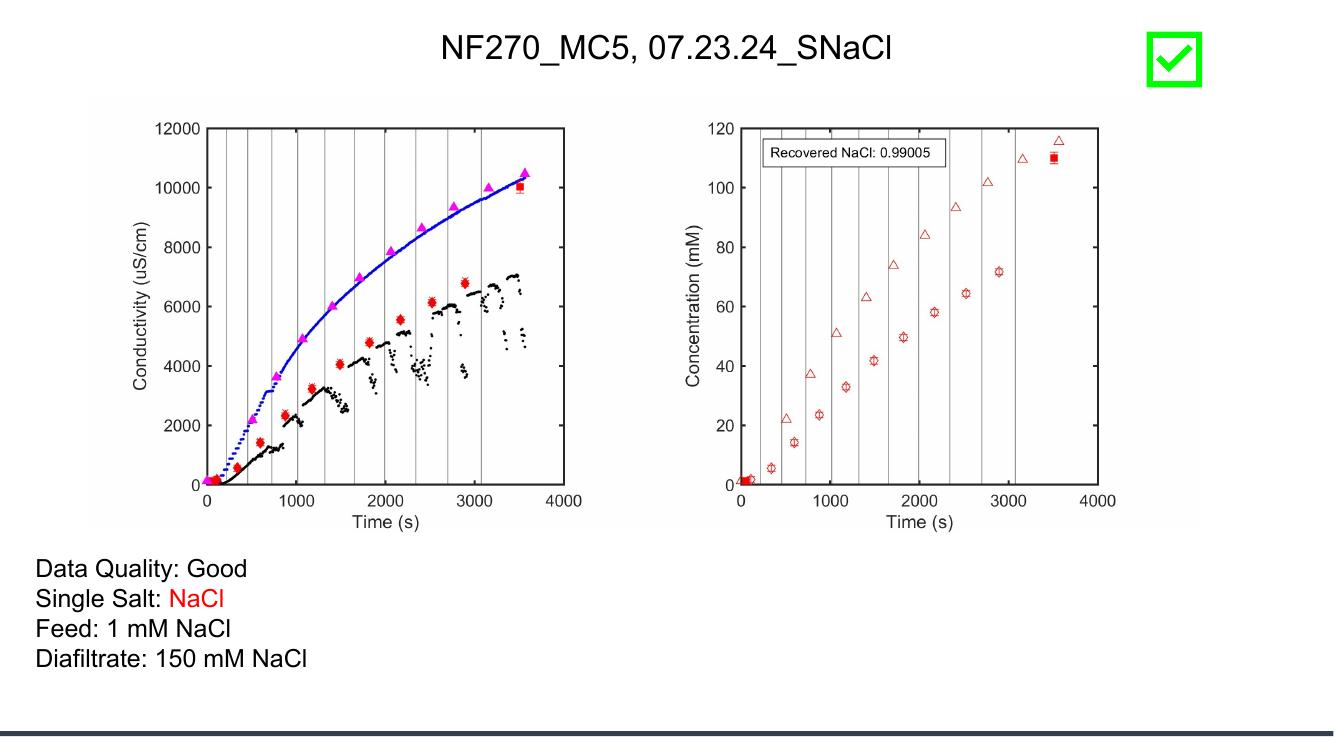 NF270_MC5, 07.23.24_SNaCl
12000
10000
8000
6000
4000
2000
0
0 1000 2000 3000 4000
Conductivity (uS/cm)
Time (s)
120
100
80
60
40
20
0
0 1000 2000 3000 4000
Concentration (mM)
Time (s)
Recovered NaCl: 0.99005
Data Quality: Good
Single Salt: NaCl
Feed: 1 mM NaCl
Diafiltrate: 150 mM NaCl